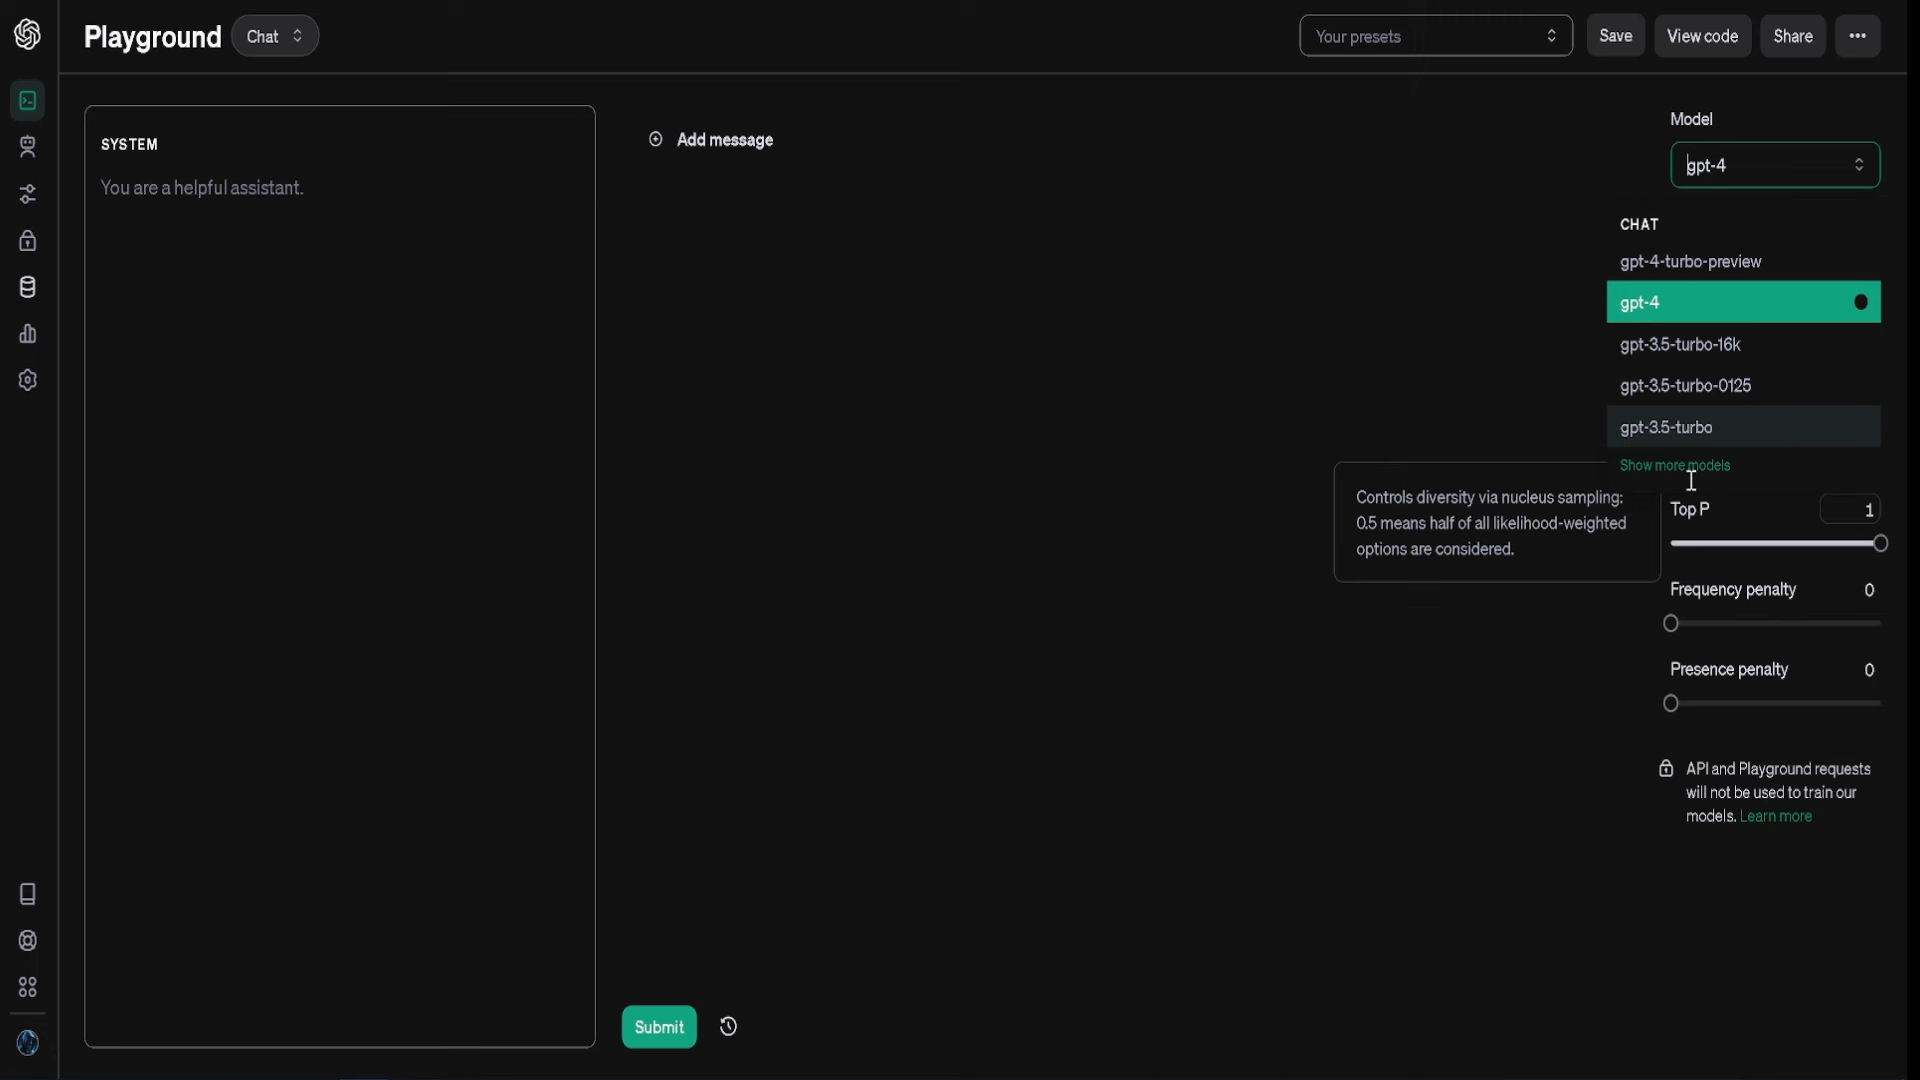 Playground
Chat
Your presets
Save
View code
Share
SYSTEM
You are a helpful assistant.
Add message
Model
gpt-4
CHAT
gpt-4-turbo-preview
gpt-4
gpt-3.5-turbo-16k
gpt-3.5-turbo-0125
gpt-3.5-turbo
Show more models
Controls diversity via nucleus sampling:
0.5 means half of all likelihood-weighted
options are considered.
Top P
1
Frequency penalty
0
Presence penalty
0
API and Playground requests
will not be used to train our
models. Learn more
Submit